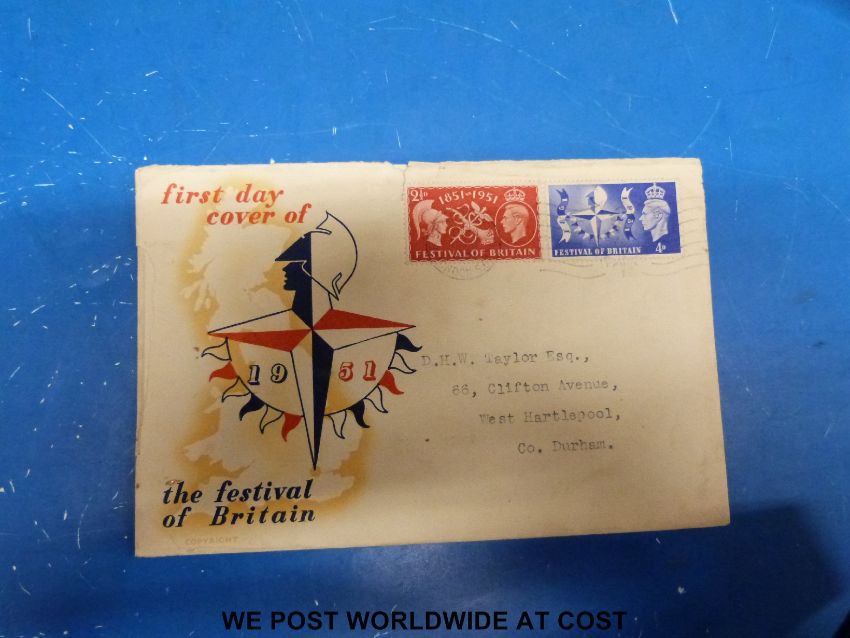 first day
cover of
19 51
the festival
of Britain
COPYRIGHT
2½D 1851-1951
FESTIVAL OF BRITAIN
FESTIVAL OF BRITAIN 4D
D.H.W. Taylor Esq.,
66, Clifton Avenue,
West Hartlepool,
Co. Durham.
WE POST WORLDWIDE AT COST